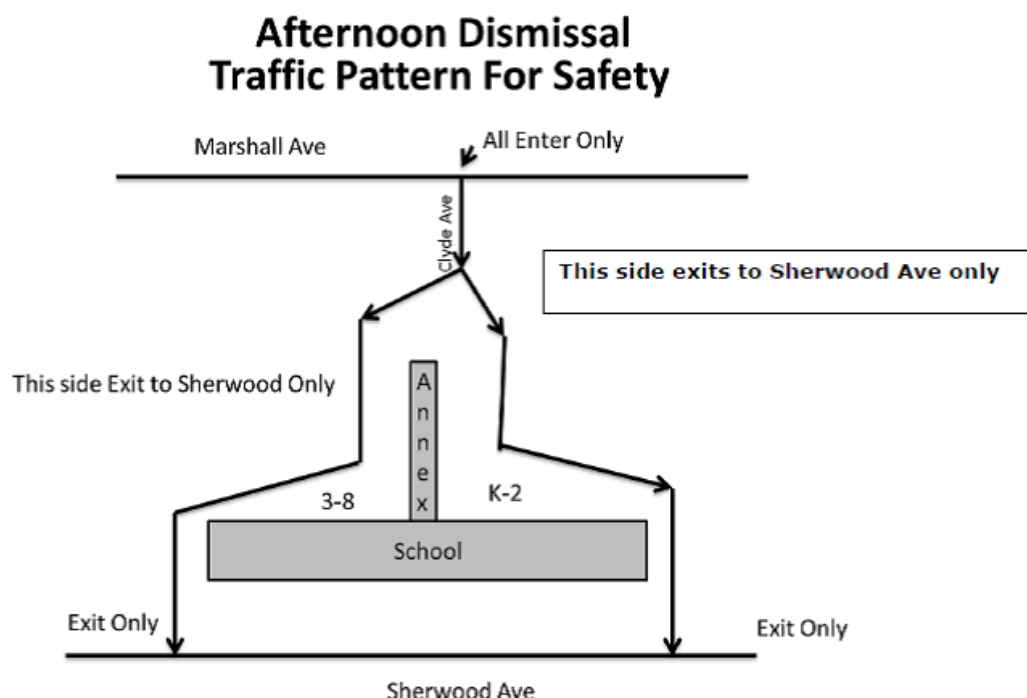 Afternoon Dismissal
Traffic Pattern For Safety
Marshall Ave
All Enter Only
Clyde Ave
This side exits to Sherwood Ave only
This side Exit to Sherwood Only
Annex
3-8
K-2
School
Exit Only
Exit Only
Sherwood Ave